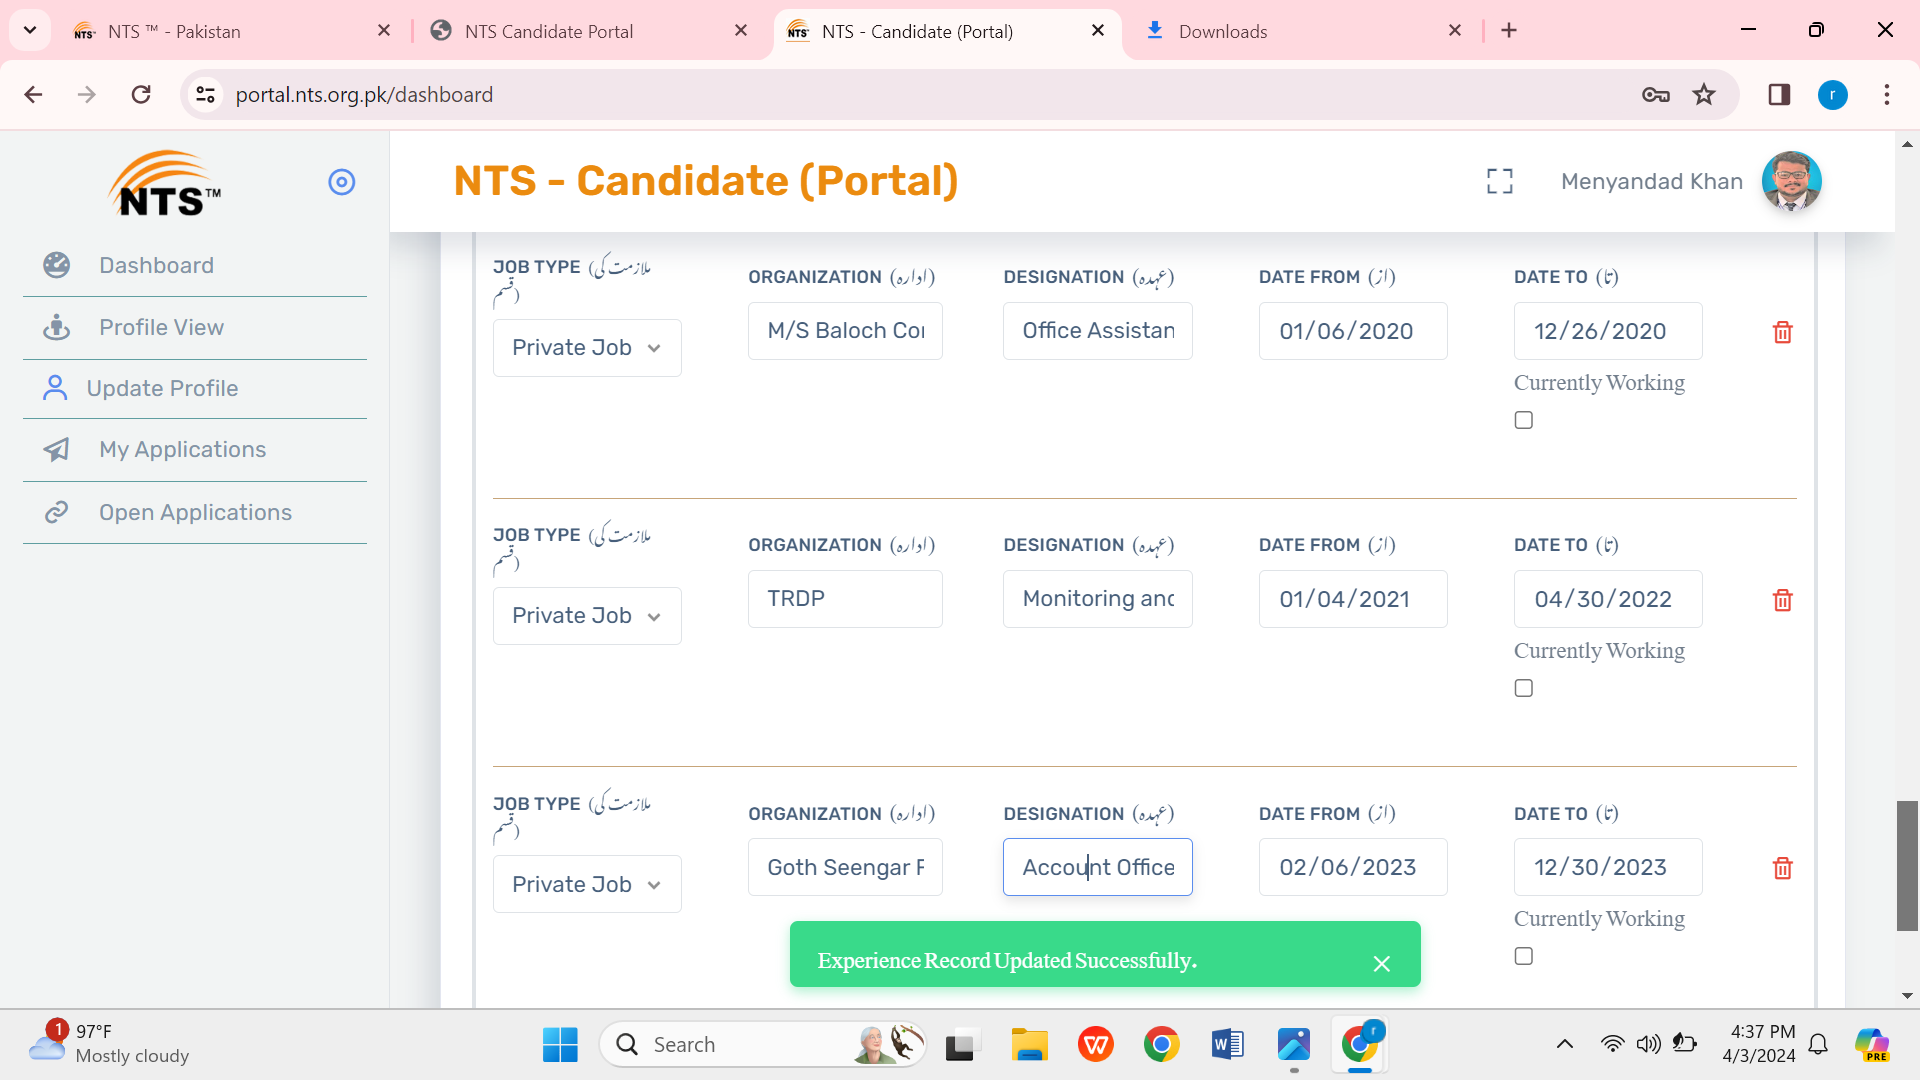 NTS ™ - Pakistan
NTS Candidate Portal
NTS - Candidate (Portal)
Downloads
portal.nts.org.pk/dashboard
r
NTS™
NTS - Candidate (Portal)
Menyandad Khan
Dashboard
Profile View
Update Profile
My Applications
Open Applications
JOB TYPE (ملازمت کی قسم)
ORGANIZATION (ادارہ)
DESIGNATION (عہدہ)
DATE FROM (از)
DATE TO (تا)
Private Job
M/S Baloch Cor
Office Assistan
01/06/2020
12/26/2020
Currently Working
JOB TYPE (ملازمت کی قسم)
ORGANIZATION (ادارہ)
DESIGNATION (عہدہ)
DATE FROM (از)
DATE TO (تا)
Private Job
TRDP
Monitoring and
01/04/2021
04/30/2022
Currently Working
JOB TYPE (ملازمت کی قسم)
ORGANIZATION (ادارہ)
DESIGNATION (عہدہ)
DATE FROM (از)
DATE TO (تا)
Private Job
Goth Seengar F
Account Office
02/06/2023
12/30/2023
Currently Working
Experience Record Updated Successfully.
1
97°F
Mostly cloudy
Search
W
W
r
4:37 PM
4/3/2024
PRE